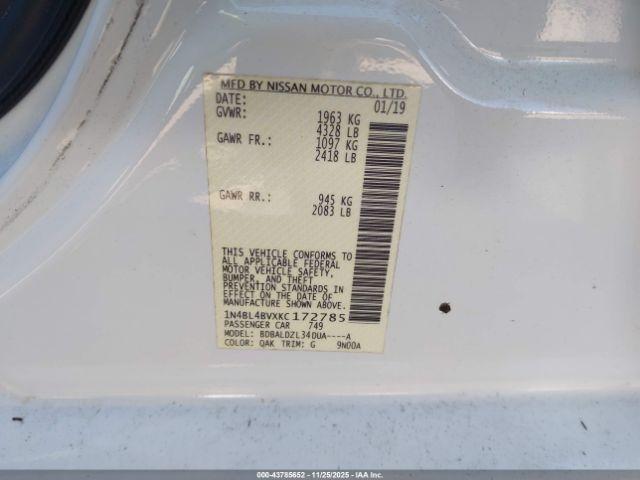 MFD BY NISSAN MOTOR CO., LTD.
DATE: 01/19
GVWR: 1963 KG
4328 LB
GAWR FR.: 1097 KG
2418 LB
GAWR RR.: 945 KG
2083 LB
THIS VEHICLE CONFORMS TO
ALL APPLICABLE FEDERAL
MOTOR VEHICLE SAFETY,
BUMPER, AND THEFT
PREVENTION STANDARDS IN
EFFECT ON THE DATE OF
MANUFACTURE SHOWN ABOVE.
1N4BL4BVXKC172785
PASSENGER CAR 749
MODEL: BDBALDZL34DUA----A
COLOR: QAK TRIM: G 9N00A
000-43785652 11/25/2025 Copyright © 2025, IAA, Inc.